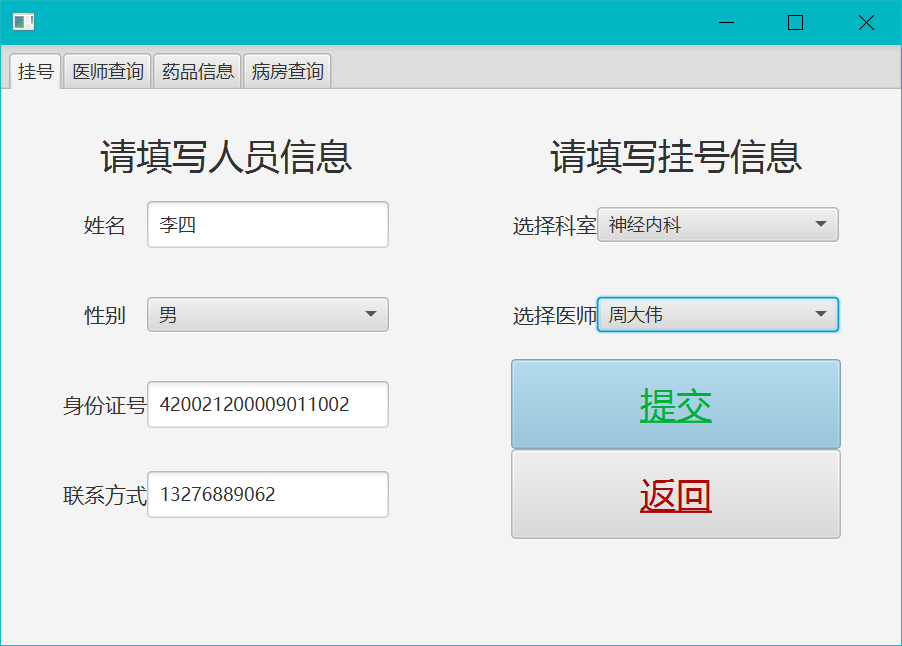 挂号 医师查询 药品信息 病房查询
请填写人员信息
姓名 李四
性别 男
身份证号 420021200009011002
联系方式 13276889062
请填写挂号信息
选择科室 神经内科
选择医师 周大伟
提交
返回